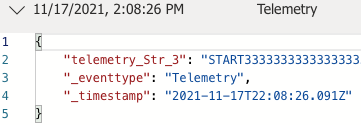 11/17/2021, 2:08:26 PM Telemetry
1 {
2 "telemetry_Str_3": "START3333333333333333
3 "_eventtype": "Telemetry",
4 "_timestamp": "2021-11-17T22:08:26.091Z"
5 }